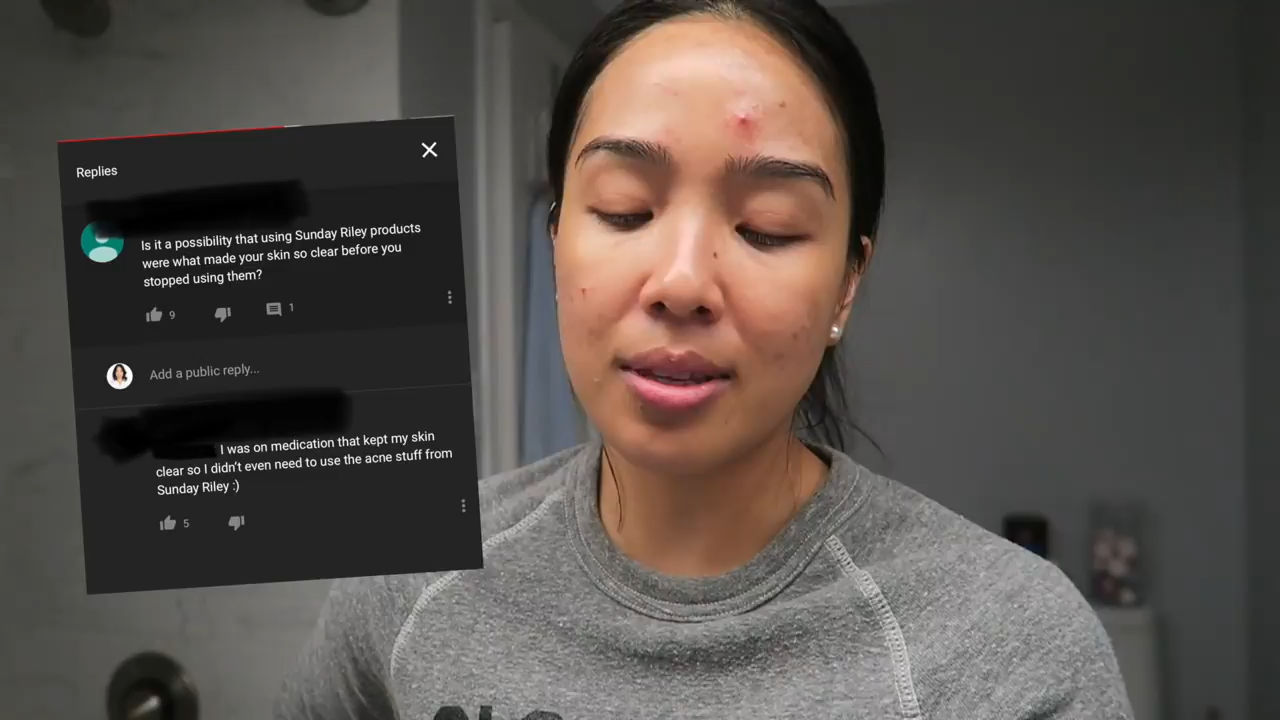 Replies
Is it a possibility that using Sunday Riley products
were what made your skin so clear before you
stopped using them?
9
1
Add a public reply...
I was on medication that kept my skin
clear so I didn't even need to use the acne stuff from
Sunday Riley :)
5